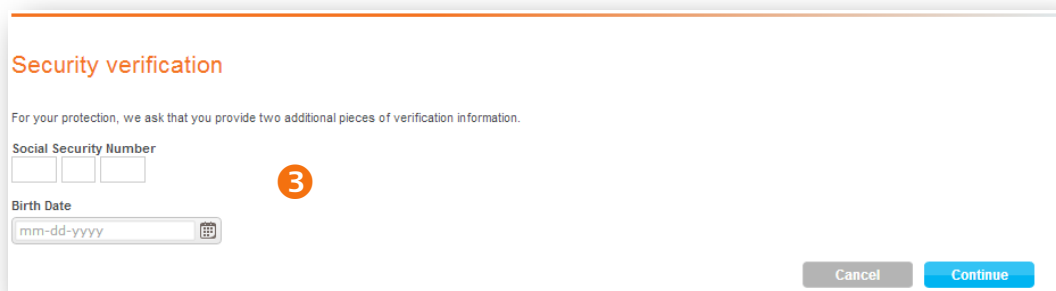 Security verification
For your protection, we ask that you provide two additional pieces of verification information.
Social Security Number
3
Birth Date
mm-dd-yyyy
Cancel Continue